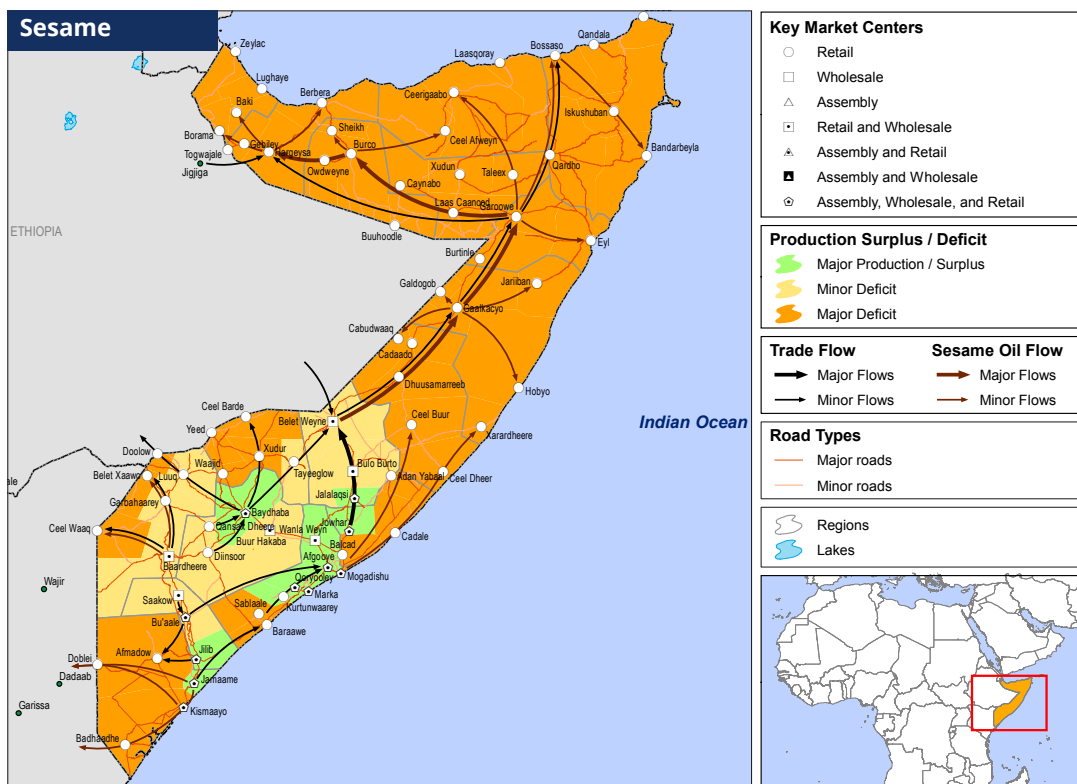 Sesame
Zeylac
Lughaye
Baki
Borama
Gebiley
Togwajale
Jigjiga
Hargeysa
Berbera
Sheikh
Burco
Owdweyne
Laasqoray
Bossaso
Qandala
Ceerigaabo
Iskushuban
Ceel Afweyn
Bandarbeyla
Xudun
Taleex
Qardho
Caynabo
Laas Caanood
Garoowe
ETHIOPIA
Buuhoodle
Eyl
Burtinle
Galdogob
Jariiban
Gaalkacyo
Cabudwaaq
Cadaado
Dhuusamarreeb
Hobyo
Ceel Barde
Belet Weyne
Ceel Buur
Xarardheere
Indian Ocean
Yeed
Doolow
Xudur
Belet Xaawo
Luuq
Waajid
Tayeeglow
Bulo Burto
Adan Yabaal
Ceel Dheer
Garbahaarey
Jalalaqsi
Baydhaba
Ceel Waaq
Qansax Dheere
Wanla Weyn
Jowhar
Buur Hakaba
Cadale
Balcad
Baardheere
Diinsoor
Afgooye
Wajir
Mogadishu
Qoryooley
Marka
Saakow
Sablaale
Kurtunwaarey
Bu'aale
Baraawe
Afmadow
Jilib
Doblei
Dadaab
Jamaame
Garissa
Kismaayo
Badhaadhe
Key Market Centers
Retail
Wholesale
Assembly
Retail and Wholesale
Assembly and Retail
Assembly and Wholesale
Assembly, Wholesale, and Retail
Production Surplus / Deficit
Major Production / Surplus
Minor Deficit
Major Deficit
Trade Flow
Sesame Oil Flow
Major Flows
Major Flows
Minor Flows
Minor Flows
Road Types
Major roads
Minor roads
Regions
Lakes